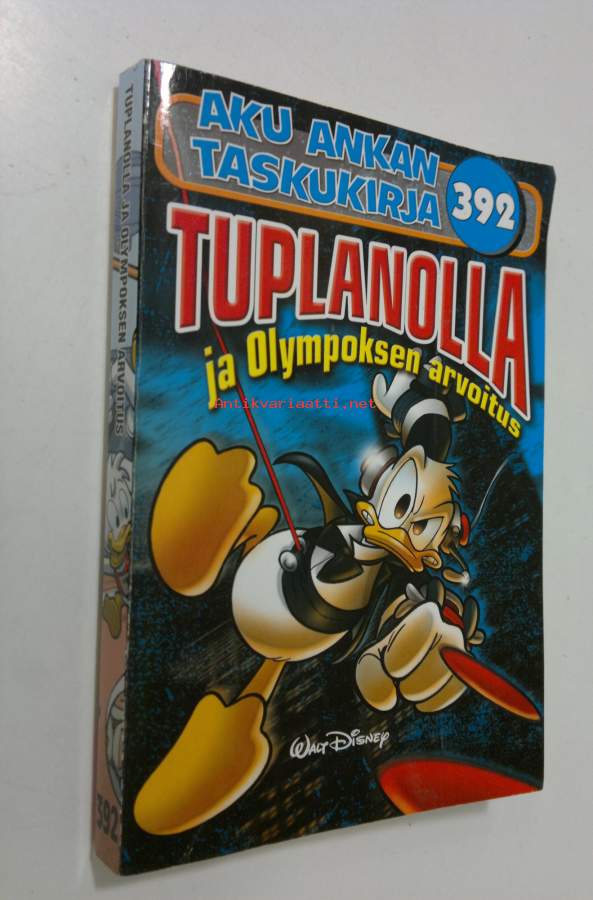 AKU ANKAN
TASKUKIRJA
392
TUPLANOLLA
ja Olympoksen arvoitus
Antikvariaatti.net
WALT DISNEY
TUPLANOLLA JA OLYMPOKSEN ARVOITUS
392